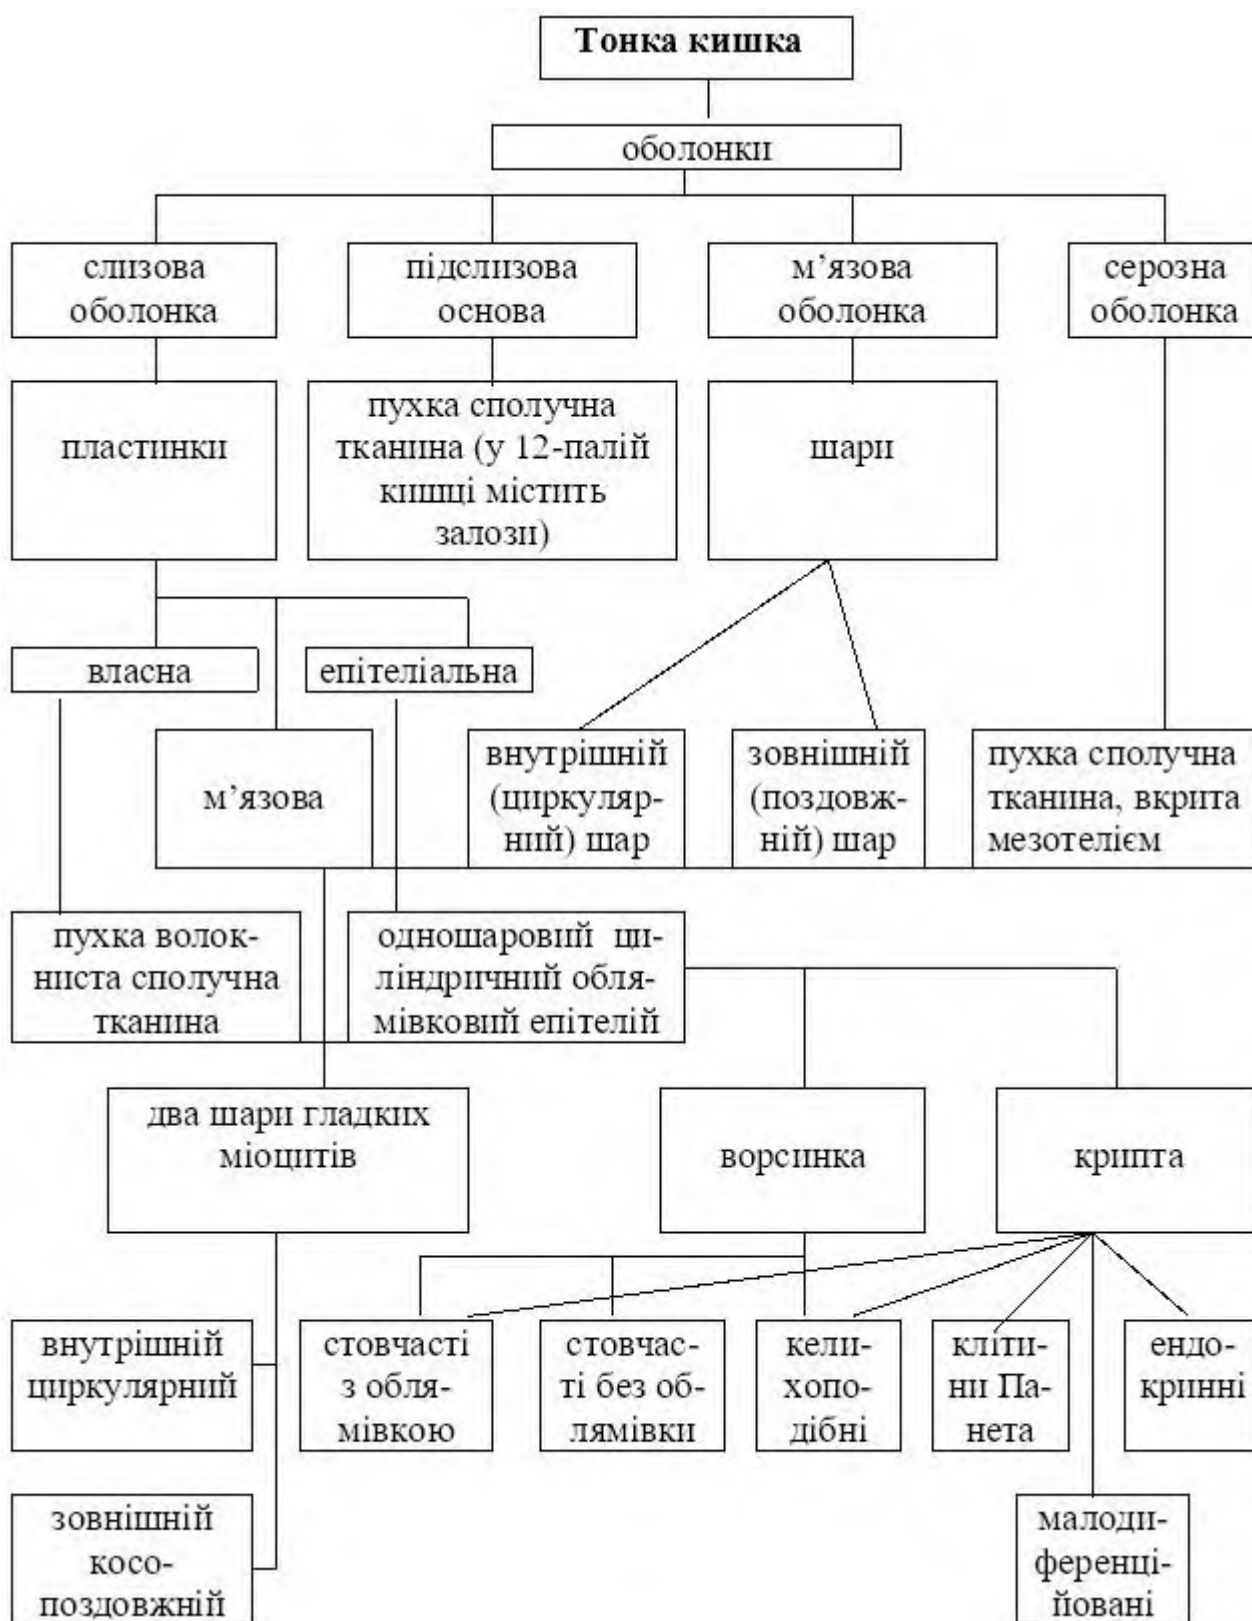 Тонка кишка
оболонки
слизова
оболонка
підслизова
основа
м’язова
оболонка
серозна
оболонка
пластинки
пухка сполучна
тканина (у 12-палій
кишці містить
залози)
шари
власна
епітеліальна
м’язова
внутрішній
(циркуляр-
ний) шар
зовнішній
(поздовж-
ній) шар
пухка сполучна
тканина, вкрита
мезотелієм
пухка волок-
ниста сполучна
тканина
одношаровий ци-
ліндричний обля-
мівковий епітелій
два шари гладких
міоцитів
ворсинка
крипта
внутрішній
циркулярний
стовчасті
з обля-
мівкою
стовчас-
ті без об-
лямівки
кели-
хопо-
дібні
кліти-
ни Па-
нета
ендо-
кринні
зовнішній
косо-
поздовжній
малоди-
ференці-
йовані